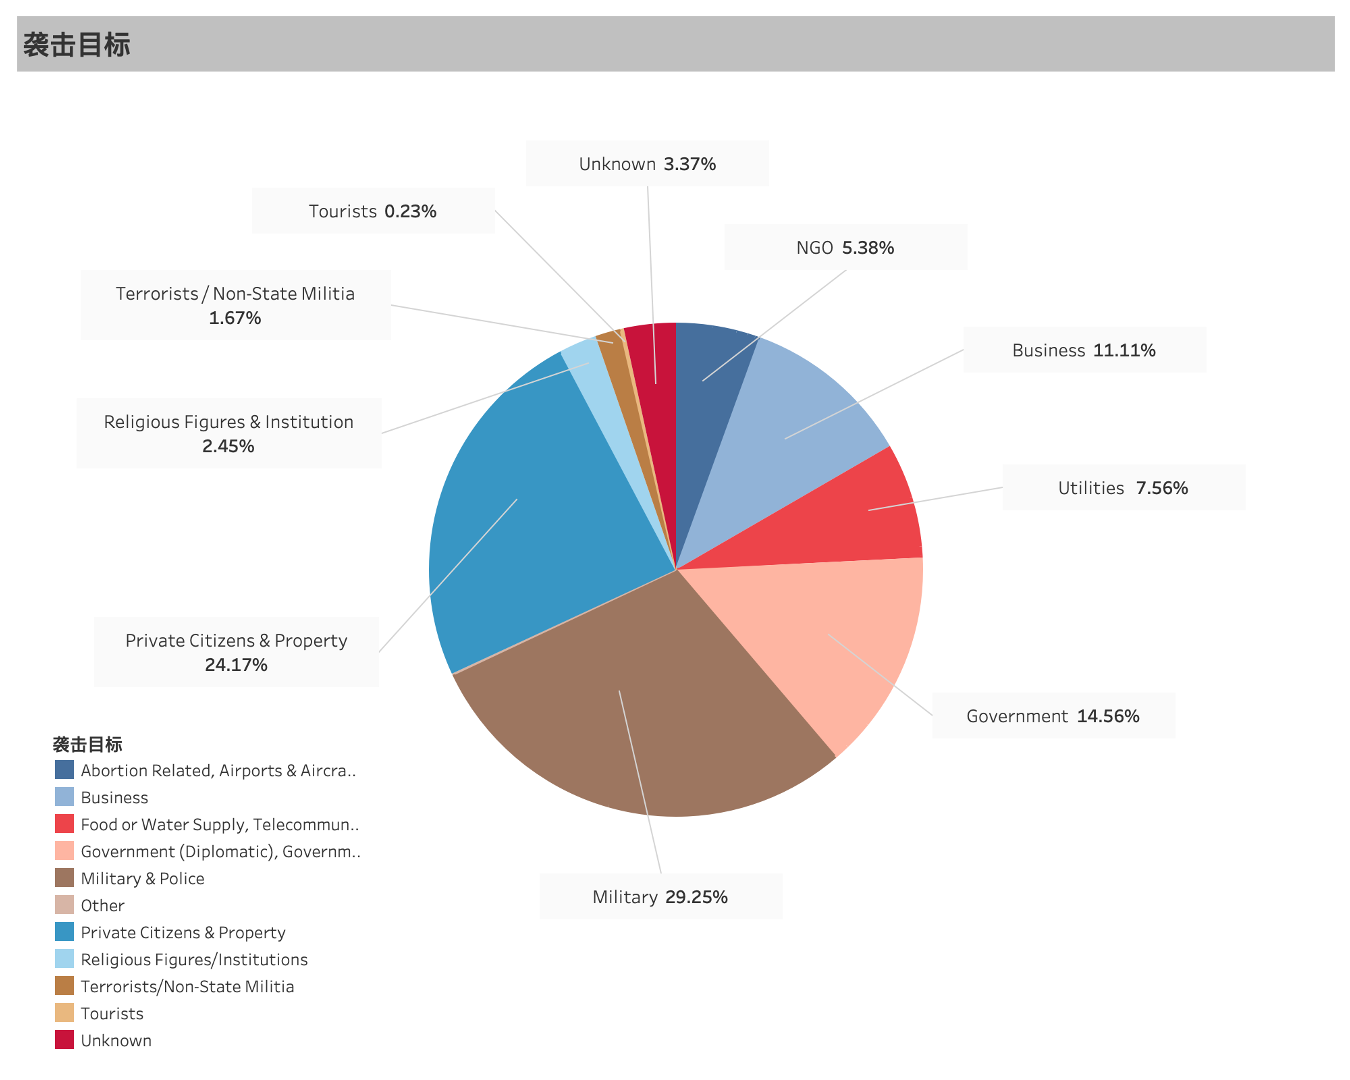 袭击目标
Unknown 3.37%
Tourists 0.23%
NGO 5.38%
Terrorists / Non-State Militia
1.67%
Business 11.11%
Religious Figures & Institution
2.45%
Utilities 7.56%
Private Citizens & Property
24.17%
Government 14.56%
Military 29.25%
袭击目标
Abortion Related, Airports & Aircra..
Business
Food or Water Supply, Telecommun..
Government (Diplomatic), Governm..
Military & Police
Other
Private Citizens & Property
Religious Figures/Institutions
Terrorists/Non-State Militia
Tourists
Unknown